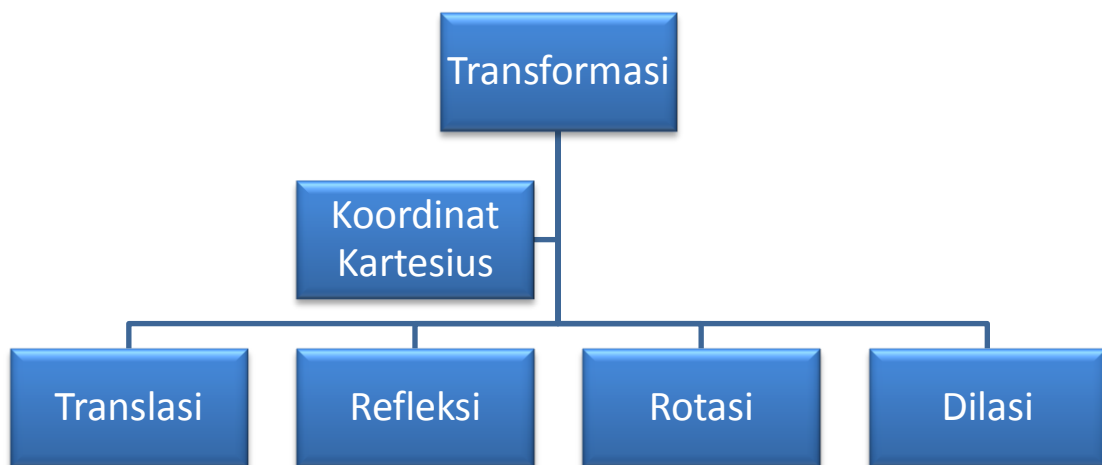 Transformasi
Koordinat
Kartesius
Translasi
Refleksi
Rotasi
Dilasi